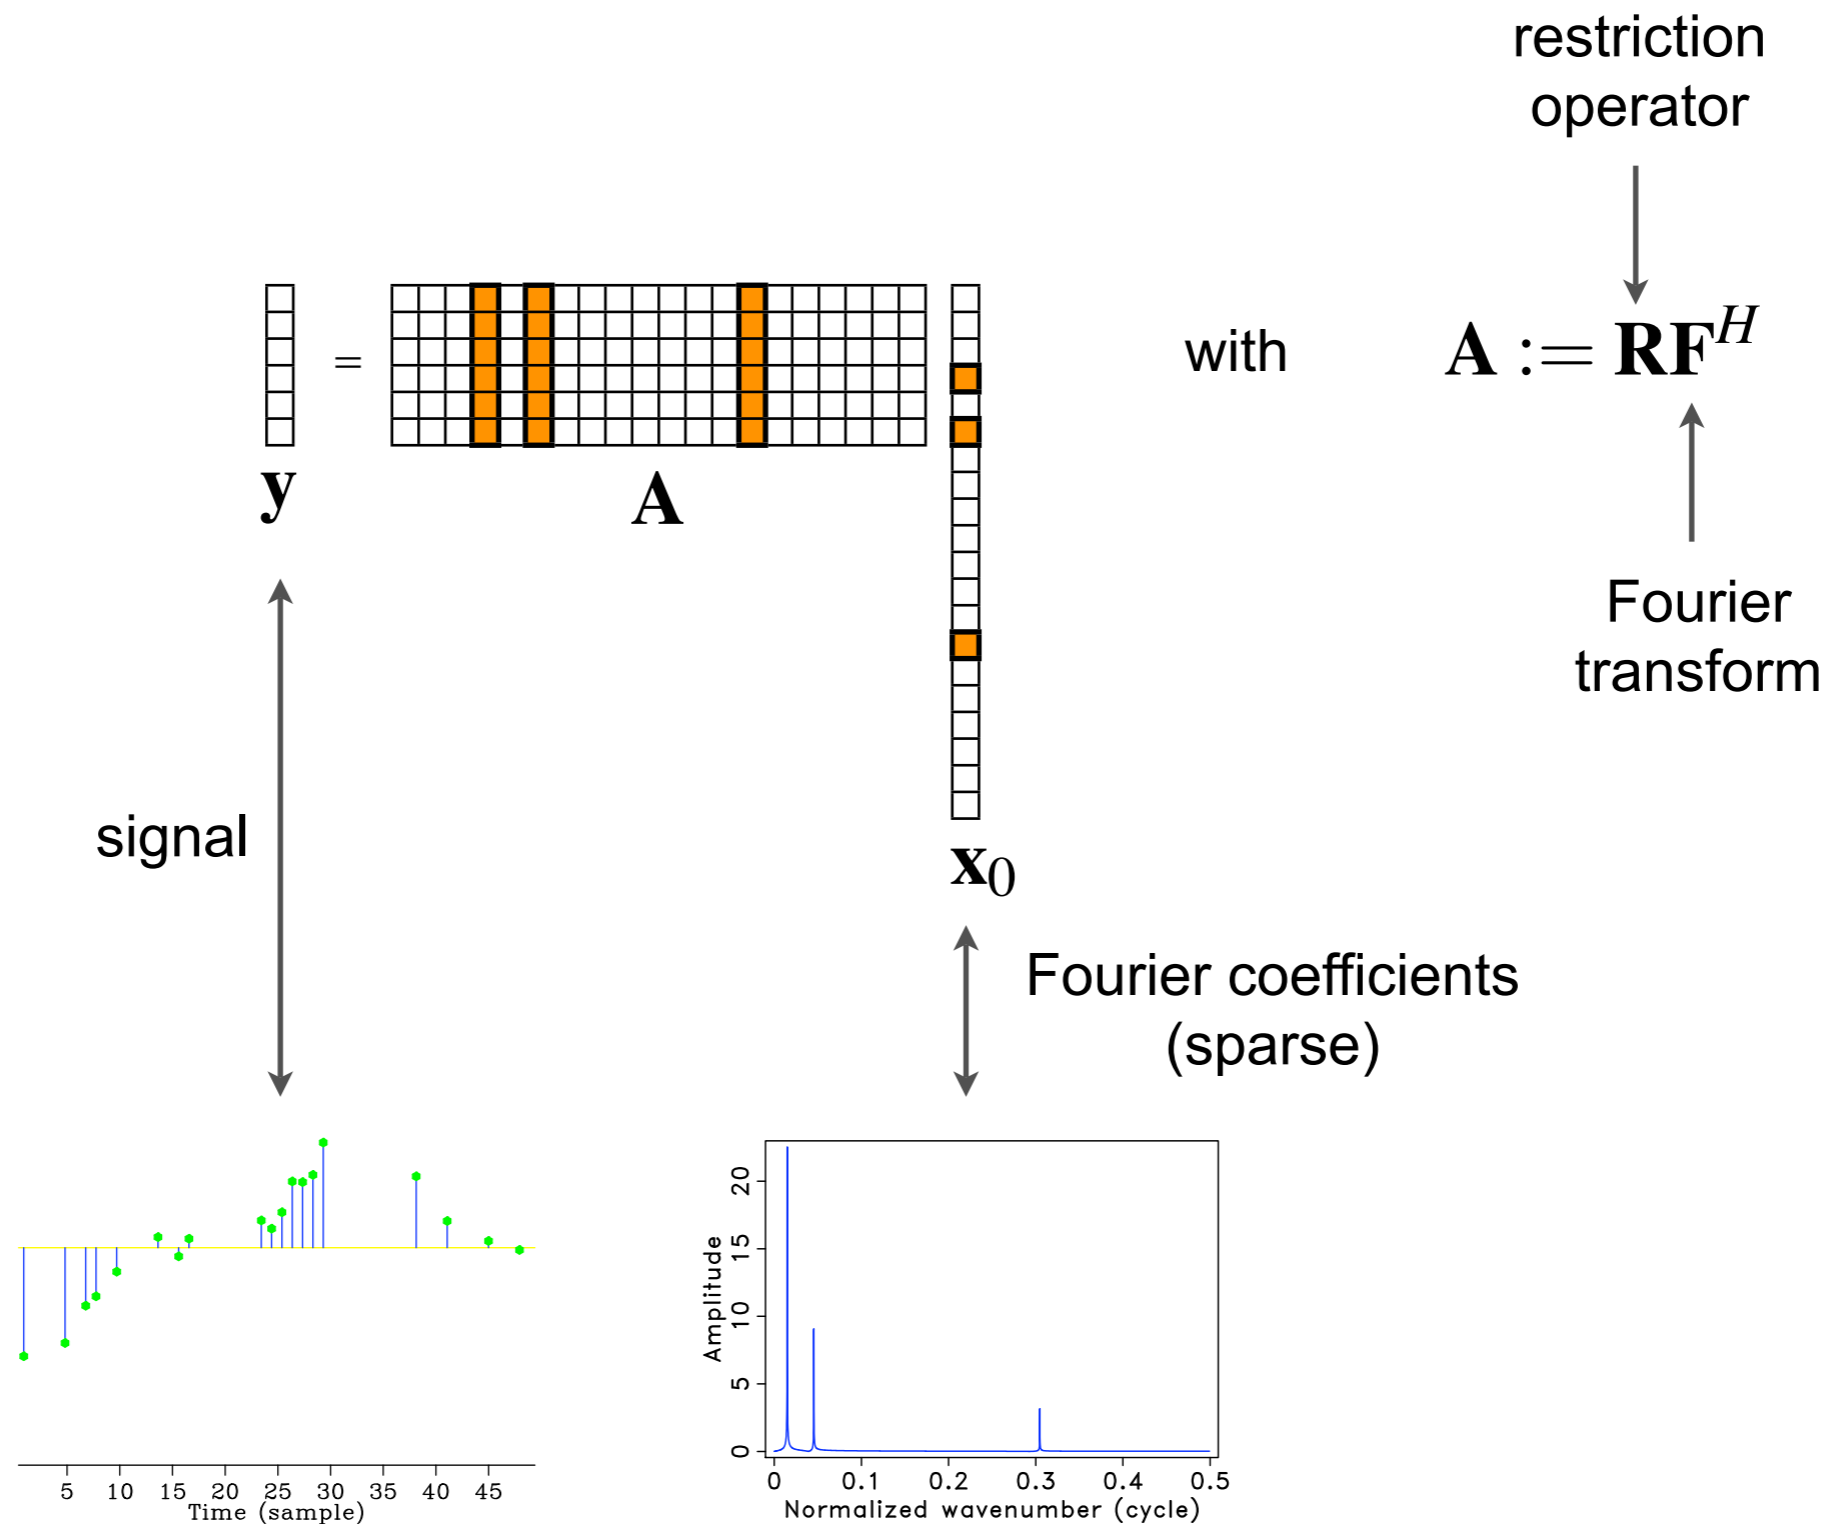 restriction
operator
=
with
A := RF^H
y
A
Fourier
transform
signal
x_0
Fourier coefficients
(sparse)
20
15
10
5
0
Amplitude
0 0.1 0.2 0.3 0.4 0.5
Normalized wavenumber (cycle)
5 10 15 20 25 30 35 40 45
Time (sample)